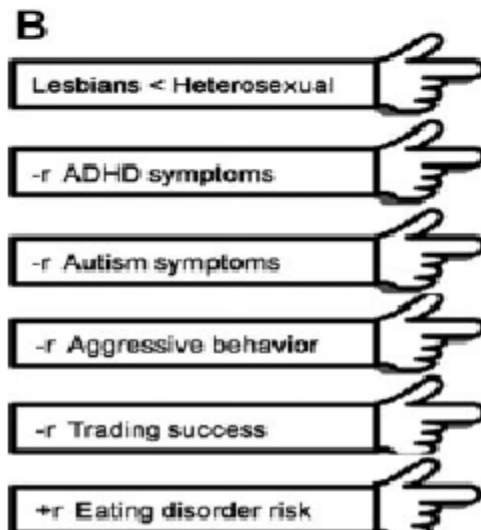 B
Lesbians < Heterosexual
-r ADHD symptoms
-r Autism symptoms
-r Aggressive behavior
-r Trading success
+r Eating disorder risk